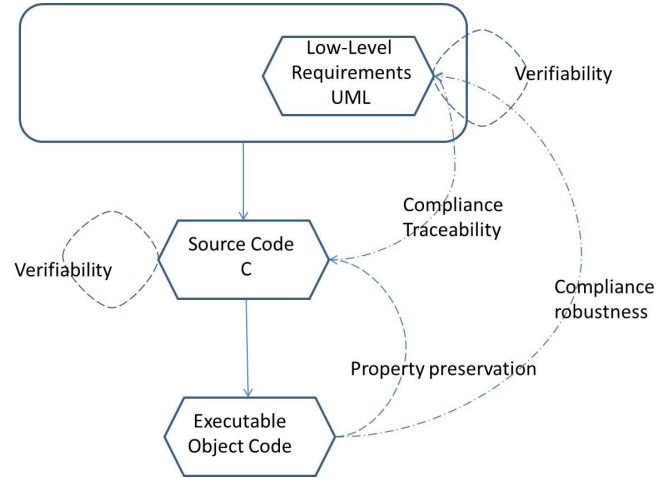 Low-Level
Requirements
UML
Verifiability
Compliance
Traceability
Source Code
C
Verifiability
Compliance
robustness
Property preservation
Executable
Object Code